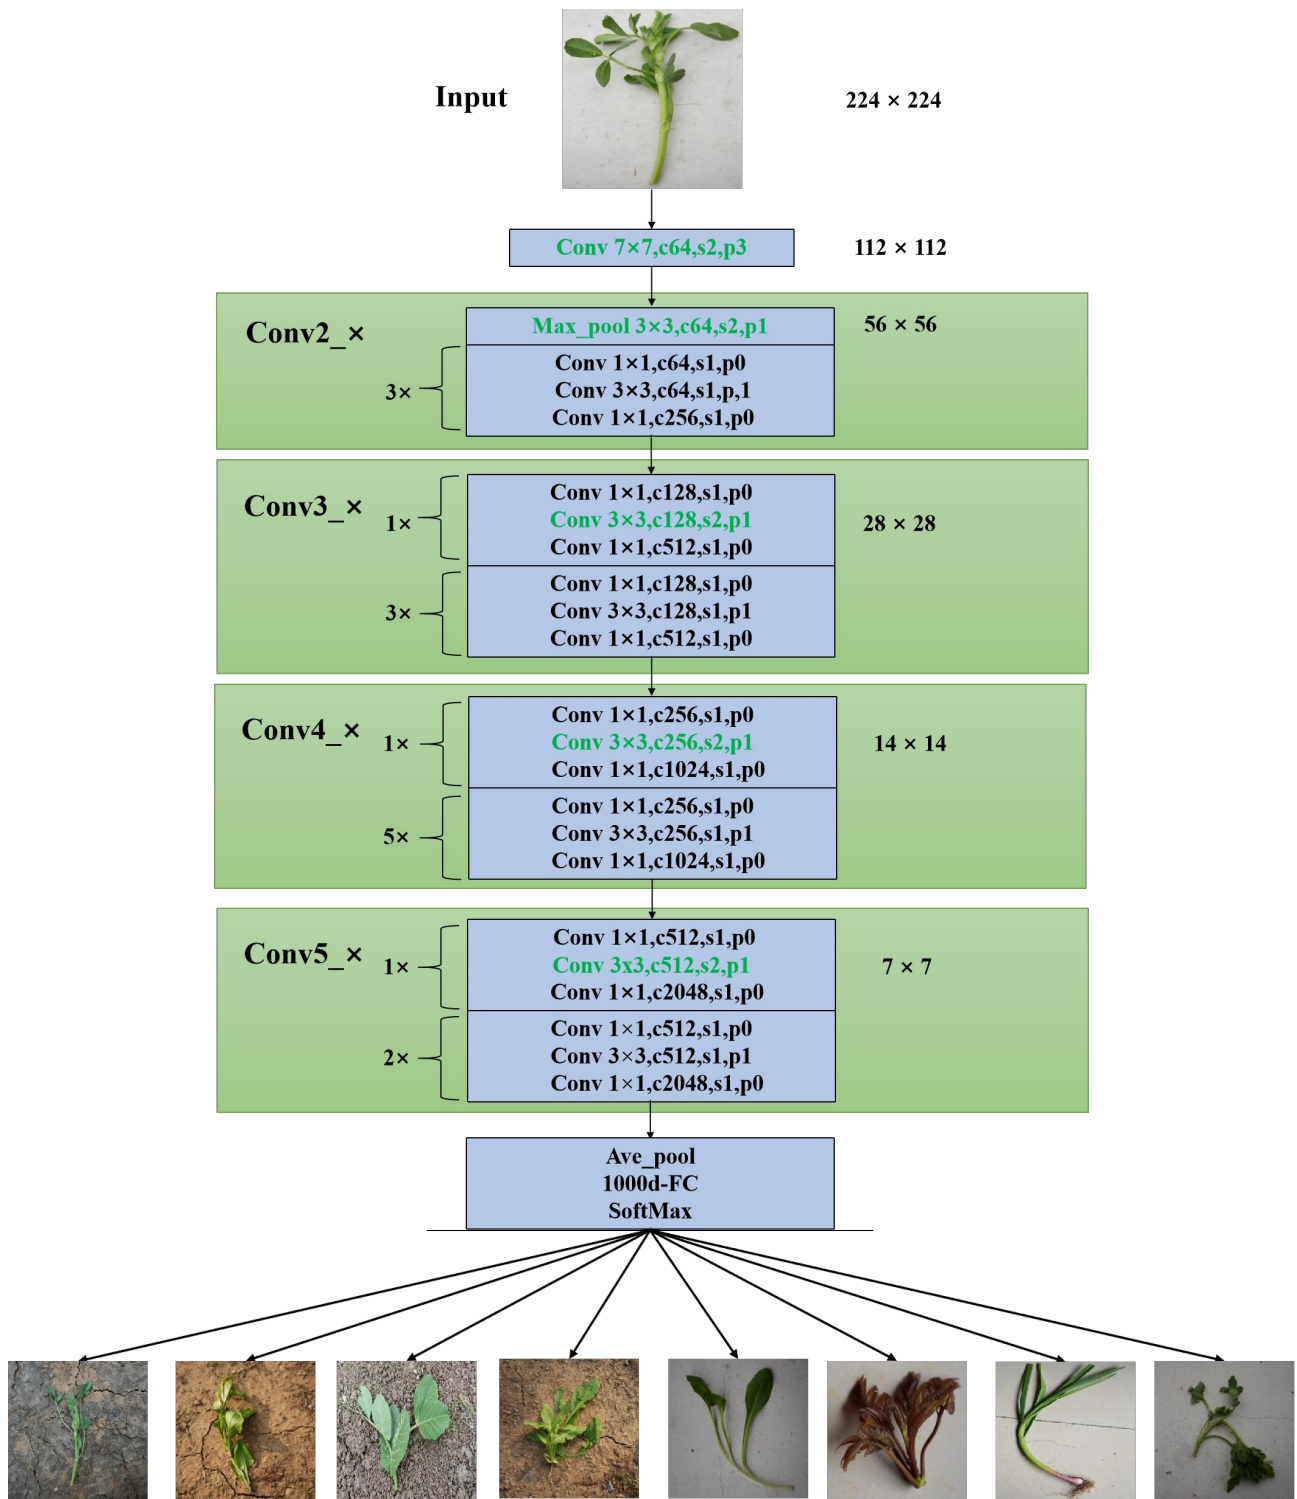 Input
224 × 224
Conv 7×7,c64,s2,p3
112 × 112
Conv2_×
Max_pool 3×3,c64,s2,p1
56 × 56
3×
Conv 1×1,c64,s1,p0
Conv 3×3,c64,s1,p,1
Conv 1×1,c256,s1,p0
Conv3_×
1×
Conv 1×1,c128,s1,p0
Conv 3×3,c128,s2,p1
Conv 1×1,c512,s1,p0
28 × 28
3×
Conv 1×1,c128,s1,p0
Conv 3×3,c128,s1,p1
Conv 1×1,c512,s1,p0
Conv4_×
1×
Conv 1×1,c256,s1,p0
Conv 3×3,c256,s2,p1
Conv 1×1,c1024,s1,p0
14 × 14
5×
Conv 1×1,c256,s1,p0
Conv 3×3,c256,s1,p1
Conv 1×1,c1024,s1,p0
Conv5_×
1×
Conv 1×1,c512,s1,p0
Conv 3x3,c512,s2,p1
Conv 1×1,c2048,s1,p0
7 × 7
2×
Conv 1×1,c512,s1,p0
Conv 3×3,c512,s1,p1
Conv 1×1,c2048,s1,p0
Ave_pool
1000d-FC
SoftMax